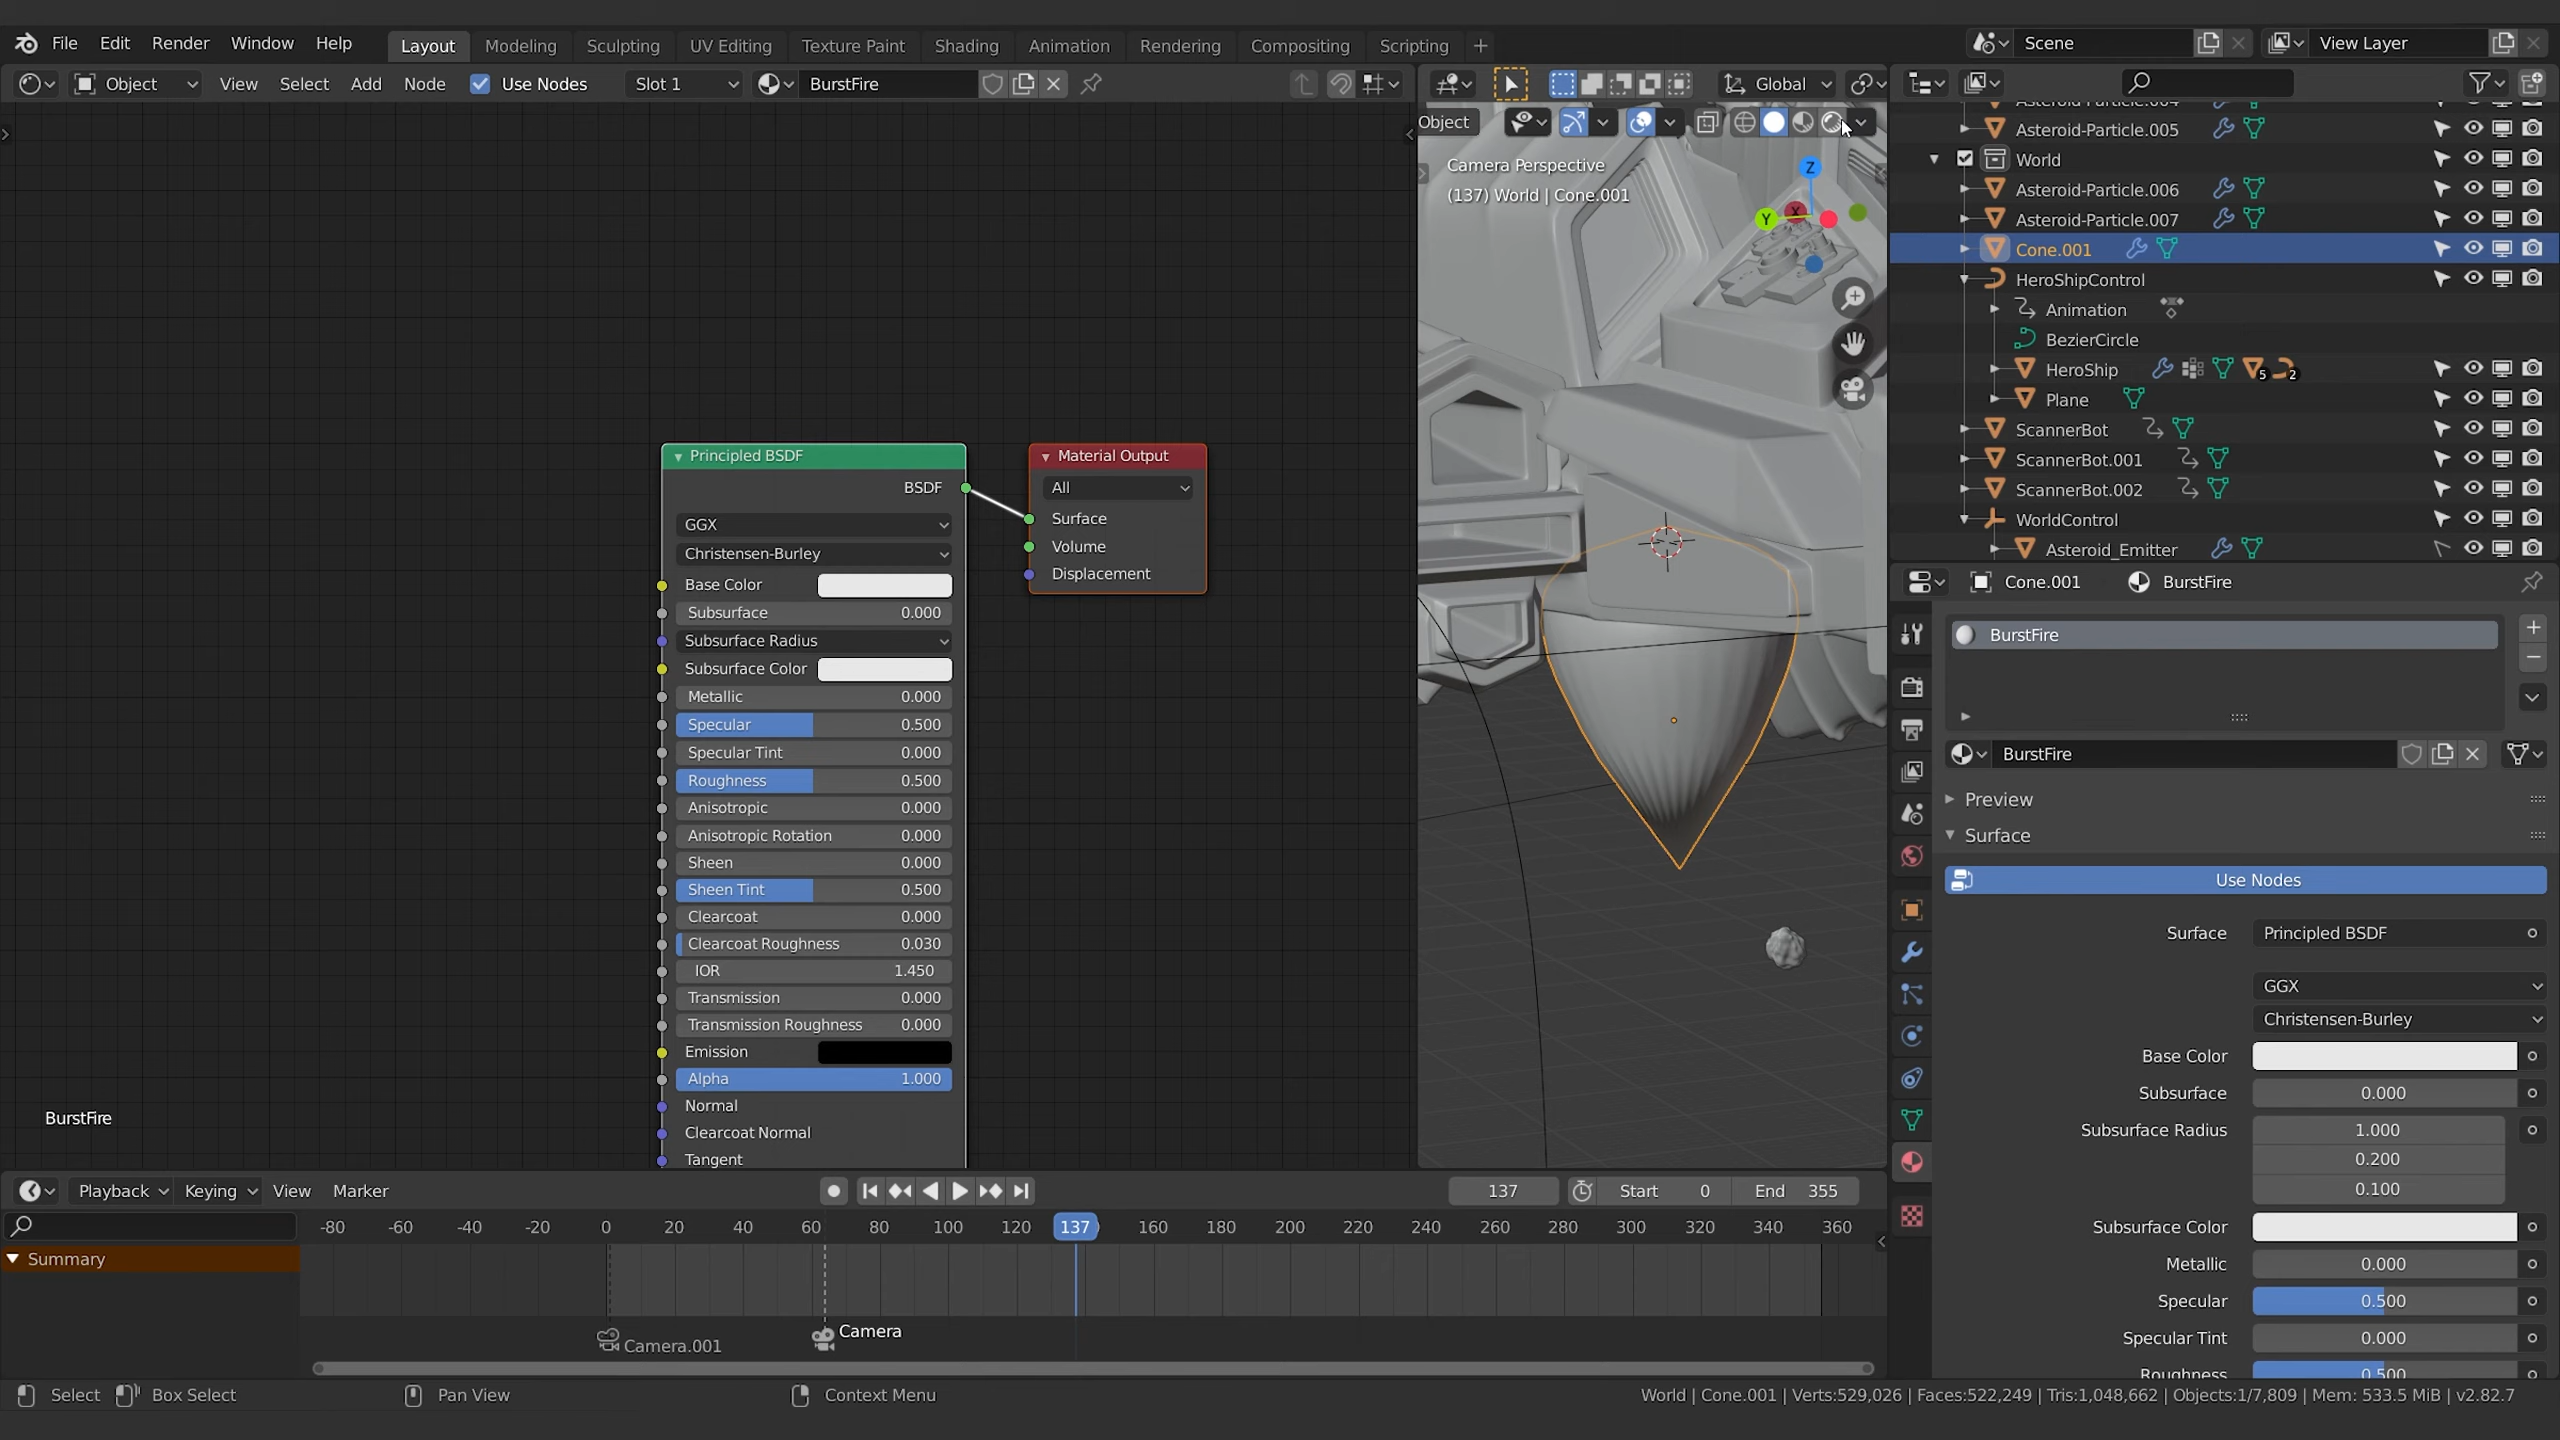 File Edit Render Window Help Layout Modeling Sculpting UV Editing Texture Paint Shading Animation Rendering Compositing Scripting + Scene View Layer
Object View Select Add Node Use Nodes Slot 1 BurstFire Global
Object
Camera Perspective
(137) World | Cone.001
Z
Y X
Principled BSDF
BSDF
GGX
Christensen-Burley
Base Color
Subsurface 0.000
Subsurface Radius
Subsurface Color
Metallic 0.000
Specular 0.500
Specular Tint 0.000
Roughness 0.500
Anisotropic 0.000
Anisotropic Rotation 0.000
Sheen 0.000
Sheen Tint 0.500
Clearcoat 0.000
Clearcoat Roughness 0.030
IOR 1.450
Transmission 0.000
Transmission Roughness 0.000
Emission
Alpha 1.000
Normal
Clearcoat Normal
Tangent
Material Output
All
Surface
Volume
Displacement
BurstFire
Asteroid-Particle.004
Asteroid-Particle.005
World
Asteroid-Particle.006
Asteroid-Particle.007
Cone.001
HeroShipControl
Animation
BezierCircle
HeroShip 5 2
Plane
ScannerBot
ScannerBot.001
ScannerBot.002
WorldControl
Asteroid_Emitter
Cone.001 BurstFire
BurstFire
BurstFire
Preview
Surface
Use Nodes
Surface Principled BSDF
GGX
Christensen-Burley
Base Color
Subsurface 0.000
Subsurface Radius 1.000
0.200
0.100
Subsurface Color
Metallic 0.000
Specular 0.500
Specular Tint 0.000
Roughness 0.500
Playback Keying View Marker 137 Start 0 End 355
-80 -60 -40 -20 0 20 40 60 80 100 120 137 160 180 200 220 240 260 280 300 320 340 360
Summary
Camera.001 Camera
Select Box Select Pan View Context Menu World | Cone.001 | Verts:529,026 | Faces:522,249 | Tris:1,048,662 | Objects:1/7,809 | Mem: 533.5 MiB | v2.82.7